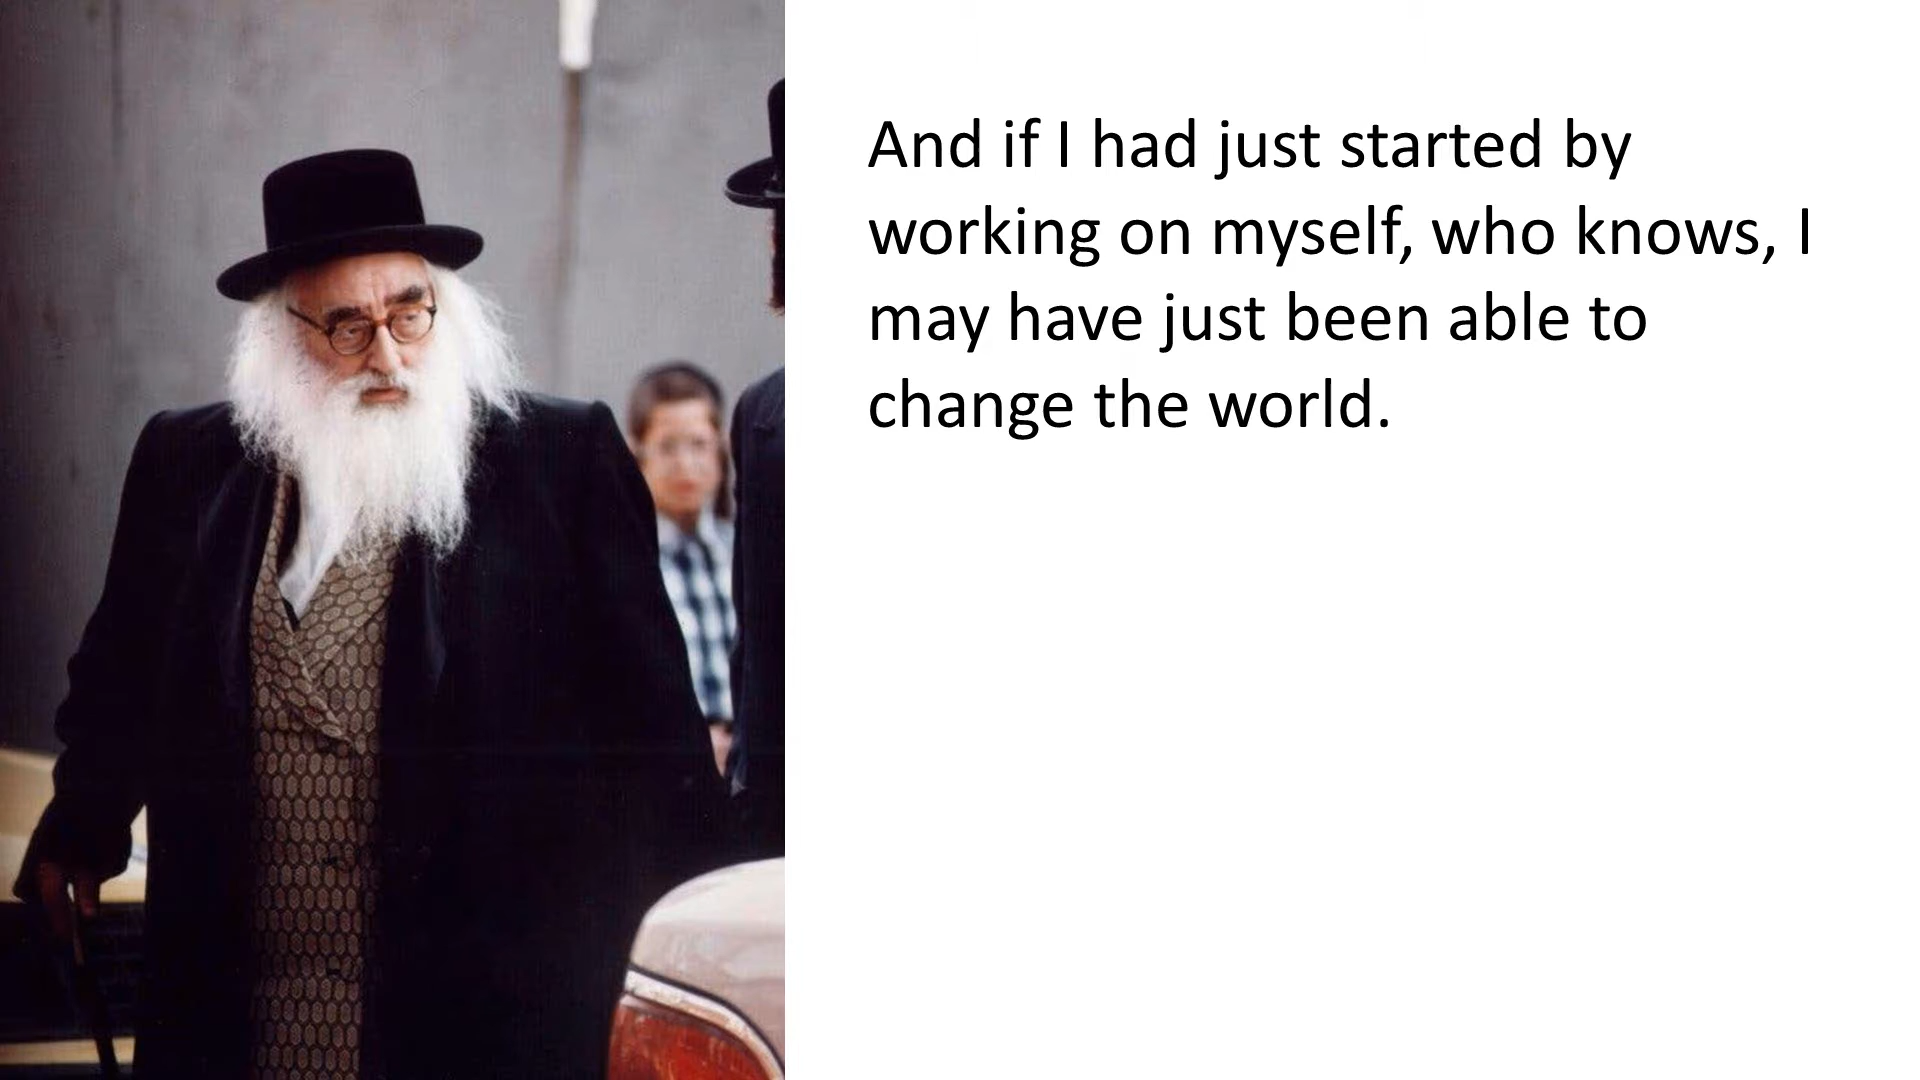 And if I had just started by
working on myself, who knows, I
may have just been able to
change the world.